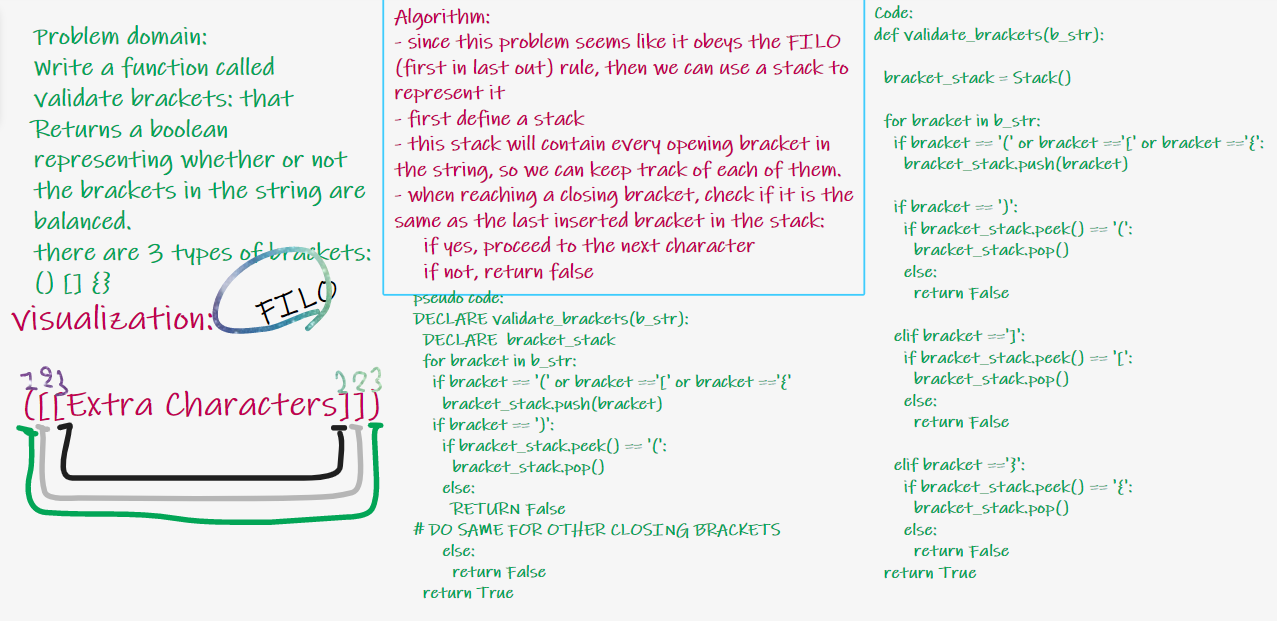 Problem domain:
Write a function called
Validate brackets: that
Returns a boolean
representing whether or not
the brackets in the string are
balanced.
there are 3 types of brackets:
() [] {}
Visualization:
FILO
([[Extra Characters]])
Algorithm:
- since this problem seems like it obeys the FILO
(first in last out) rule, then we can use a stack to
represent it
- first define a stack
- this stack will contain every opening bracket in
the string, so we can keep track of each of them.
- when reaching a closing bracket, check if it is the
same as the last inserted bracket in the stack:
if yes, proceed to the next character
if not, return false
pseudo code:
DECLARE validate_brackets(b_str):
DECLARE bracket_stack
for bracket in b_str:
if bracket == '(' or bracket =='[' or bracket =='{'
bracket_stack.push(bracket)
if bracket == ')':
if bracket_stack.peek() == '(':
bracket_stack.pop()
else:
RETURN False
# DO SAME FOR OTHER CLOSING BRACKETS
else:
return False
return True
Code:
def validate_brackets(b_str):
bracket_stack = Stack()
for bracket in b_str:
if bracket == '(' or bracket =='[' or bracket =='{':
bracket_stack.push(bracket)
if bracket == ')':
if bracket_stack.peek() == '(':
bracket_stack.pop()
else:
return False
elif bracket ==']':
if bracket_stack.peek() == '[':
bracket_stack.pop()
else:
return False
elif bracket =='}':
if bracket_stack.peek() == '{':
bracket_stack.pop()
else:
return False
return True